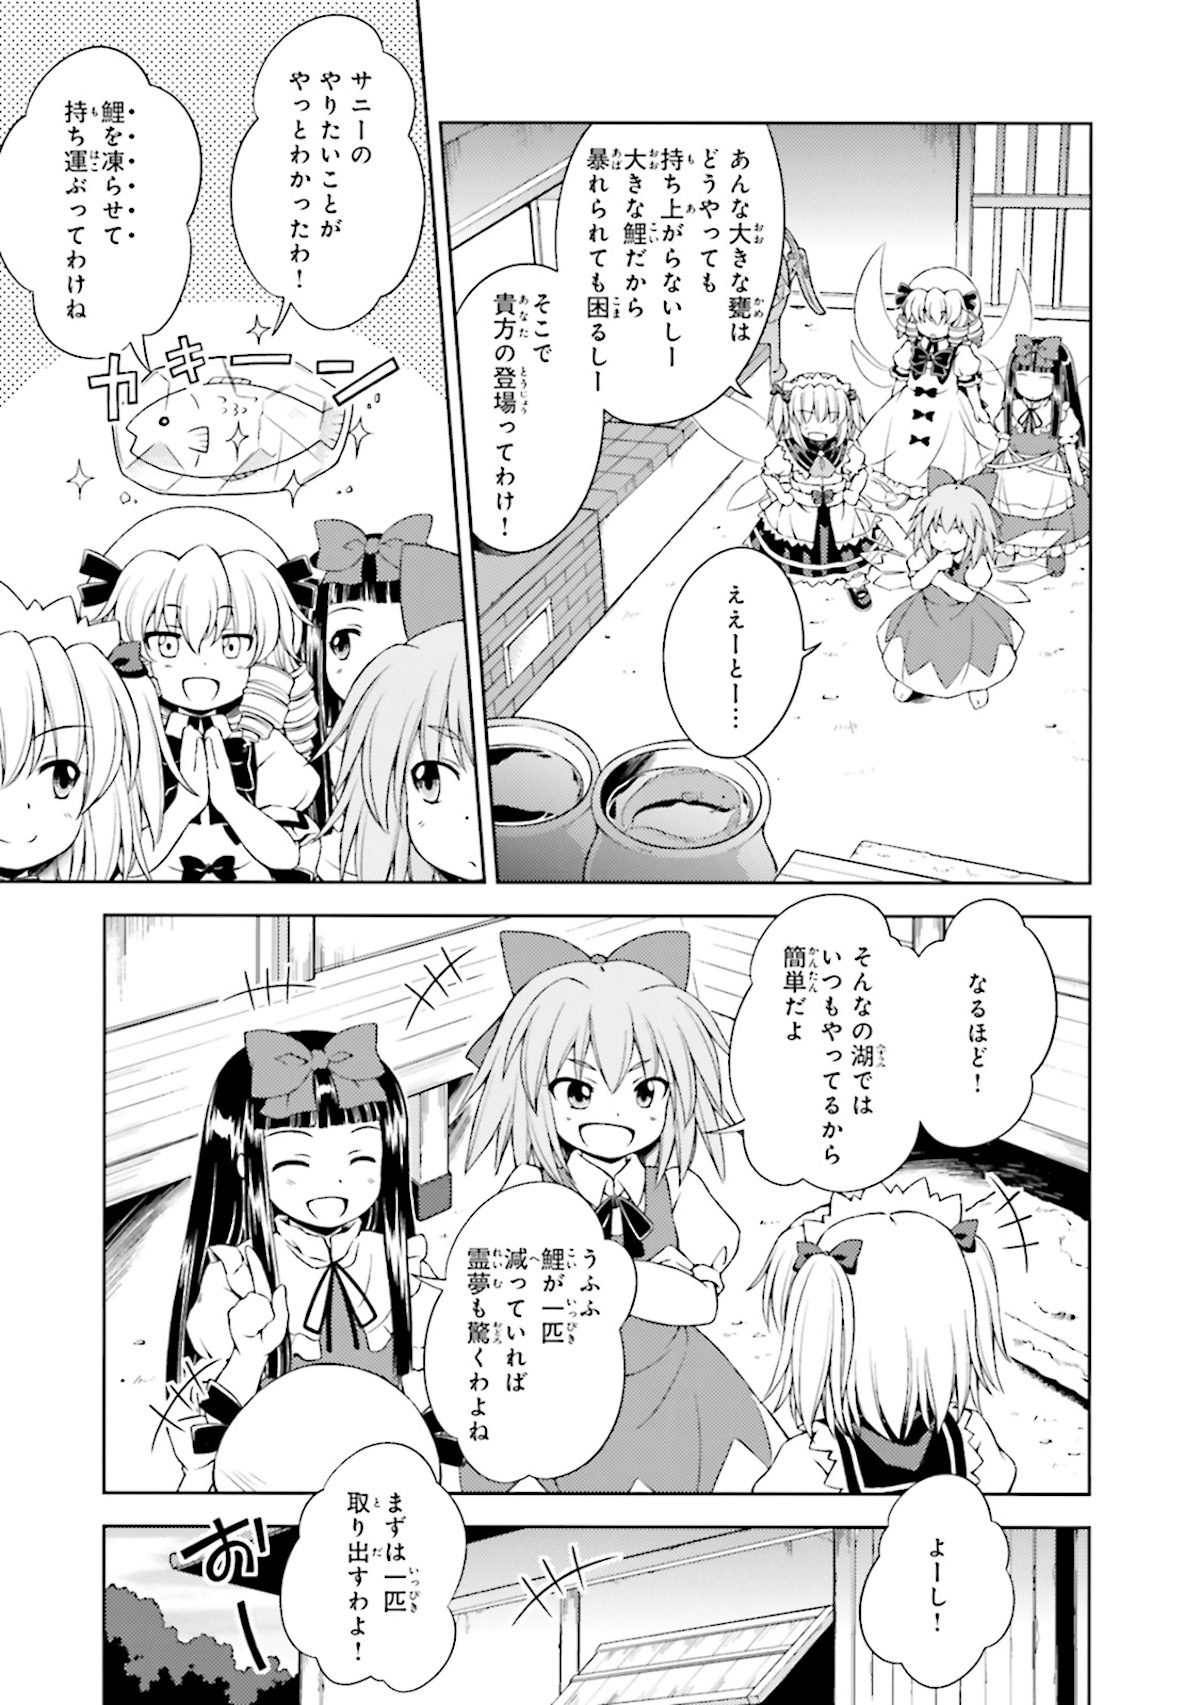 あんな大きな甕は
どうやっても
持ち上がらないしー
大きな鯉だから
暴れられても困るしー
そこで
貴方の登場ってわけ！
ええーとー…
サニーの
やりたいことが
やっとわかったわ！
鯉を凍らせて
持ち運ぶってわけね
カキーーン
なるほど！
そんなの湖では
いつもやってるから
簡単だよ
うふふ
鯉が一匹
減っていれば
霊夢も驚くわよね
よーし！
まずは一匹
取り出すわよ！
おー